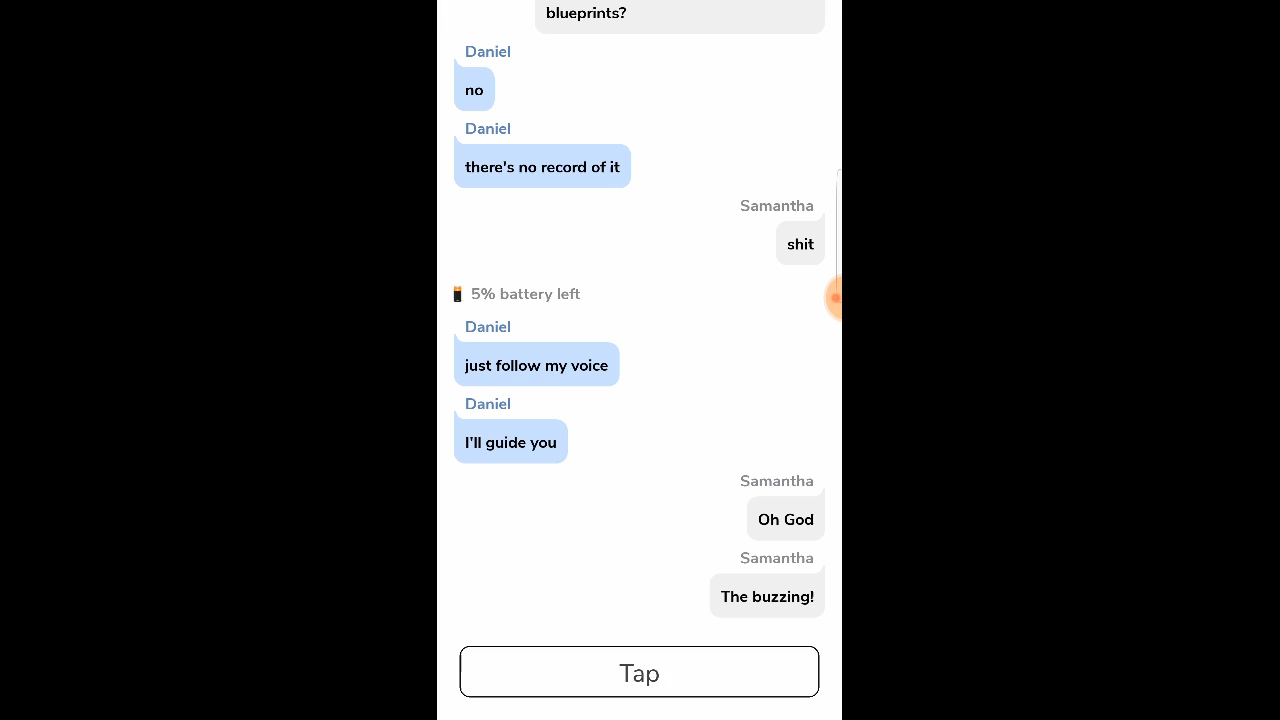 blueprints?
Daniel
no
Daniel
there's no record of it
Samantha
shit
5% battery left
Daniel
just follow my voice
Daniel
I'll guide you
Samantha
Oh God
Samantha
The buzzing!
Tap